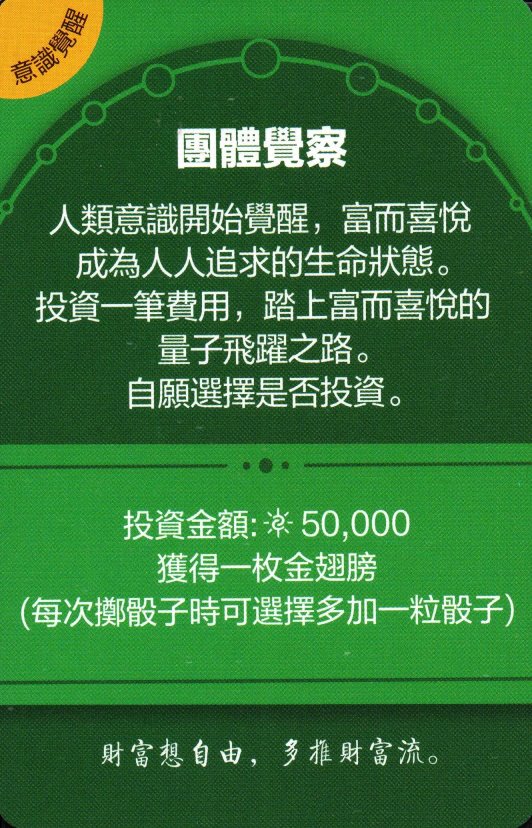 意識覺醒
團體覺察
人類意識開始覺醒，富而喜悅
成為人人追求的生命狀態。
投資一筆費用，踏上富而喜悅的
量子飛躍之路。
自願選擇是否投資。
投資金額: 50,000
獲得一枚金翅膀
(每次擲骰子時可選擇多加一粒骰子)
財富想自由，多推財富流。